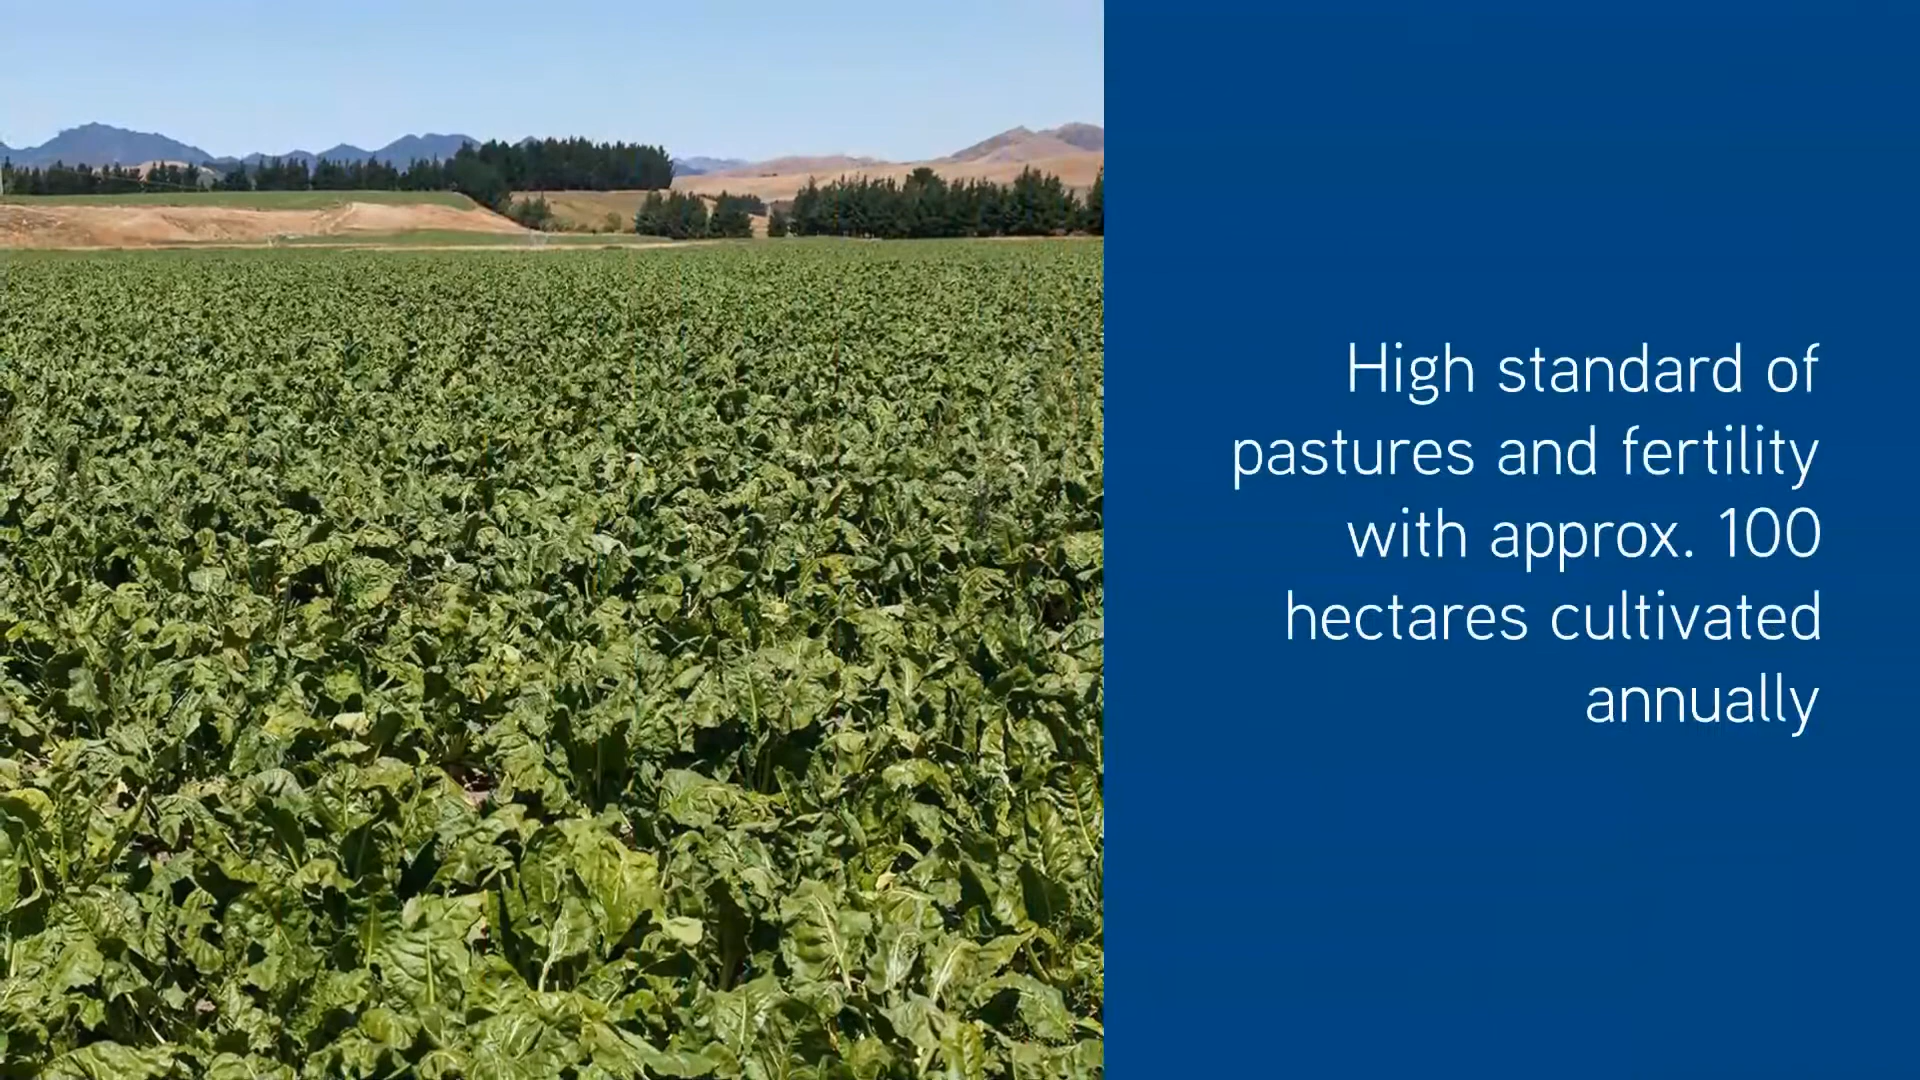 High standard of
pastures and fertility
with approx. 100
hectares cultivated
annually